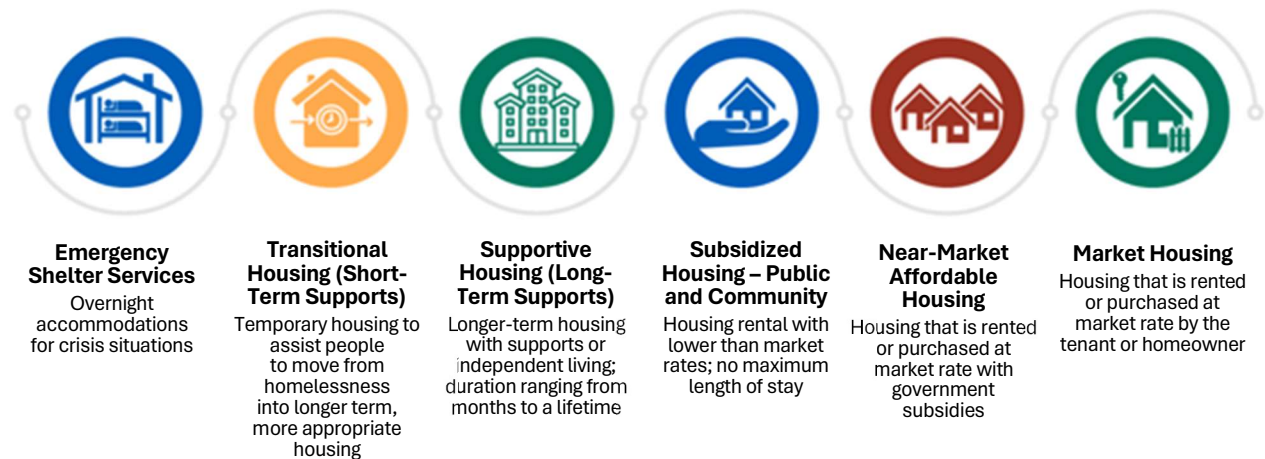 Emergency
Shelter Services
Overnight
accommodations
for crisis situations
Transitional
Housing (Short-
Term Supports)
Temporary housing to
assist people
to move from
homelessness
into longer term,
more appropriate
housing
Supportive
Housing (Long-
Term Supports)
Longer-term housing
with supports or
independent living;
duration ranging from
months to a lifetime
Subsidized
Housing – Public
and Community
Housing rental with
lower than market
rates; no maximum
length of stay
Near-Market
Affordable
Housing
Housing that is rented
or purchased at
market rate with
government
subsidies
Market Housing
Housing that is rented
or purchased at
market rate by the
tenant or homeowner